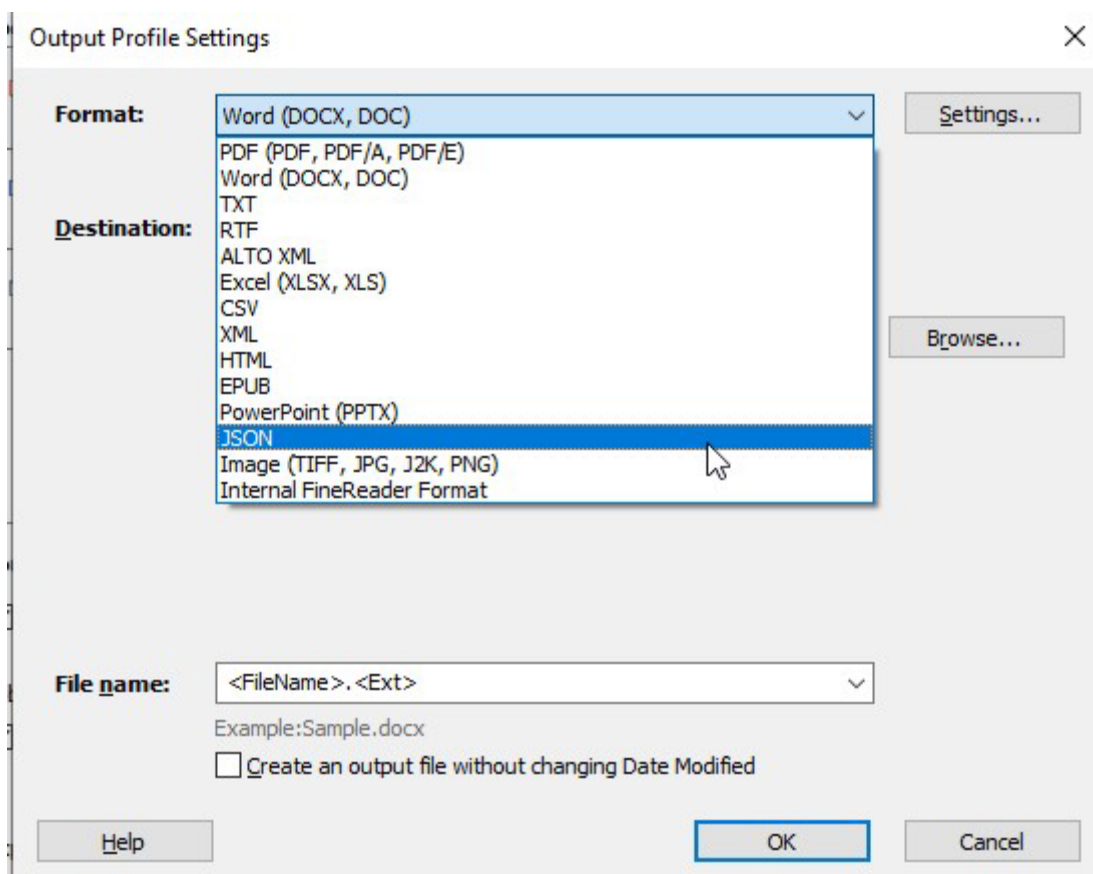 Output Profile Settings
Format:
Word (DOCX, DOC)
Settings...
PDF (PDF, PDF/A, PDF/E)
Word (DOCX, DOC)
TXT
Destination:
RTF
ALTO XML
Excel (XLSX, XLS)
CSV
XML
Browse...
HTML
EPUB
PowerPoint (PPTX)
JSON
Image (TIFF, JPG, J2K, PNG)
Internal FineReader Format
File name:
<FileName>.<Ext>
Example:Sample.docx
Create an output file without changing Date Modified
Help
OK
Cancel